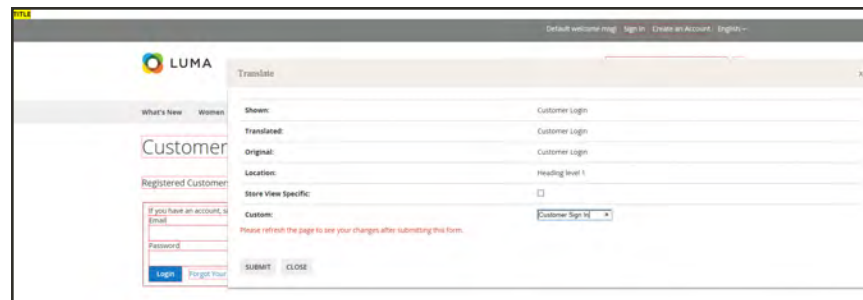 TITLE
Default welcome msg! Sign In Create an Account English
LUMA
Translate
What's New Women
Shown: Customer Login
Translated: Customer Login
Customer
Original: Customer Login
Location: Heading level 1
Registered Customer
Store View Specific:
If you have an account, s
Custom: Customer Sign In
Email
Please refresh the page to see your changes after submitting this form.
Password
SUBMIT CLOSE
Login Forgot Your